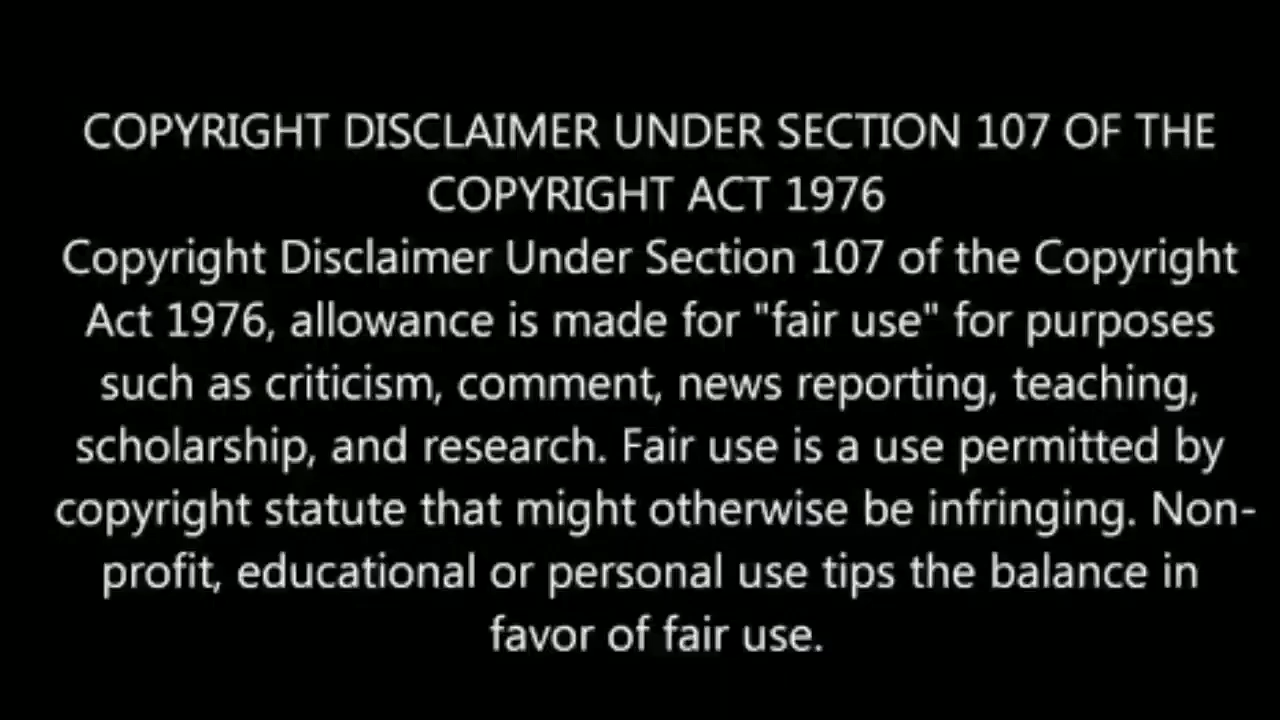 COPYRIGHT DISCLAIMER UNDER SECTION 107 OF THE
COPYRIGHT ACT 1976
Copyright Disclaimer Under Section 107 of the Copyright
Act 1976, allowance is made for "fair use" for purposes
such as criticism, comment, news reporting, teaching,
scholarship, and research. Fair use is a use permitted by
copyright statute that might otherwise be infringing. Non-
profit, educational or personal use tips the balance in
favor of fair use.